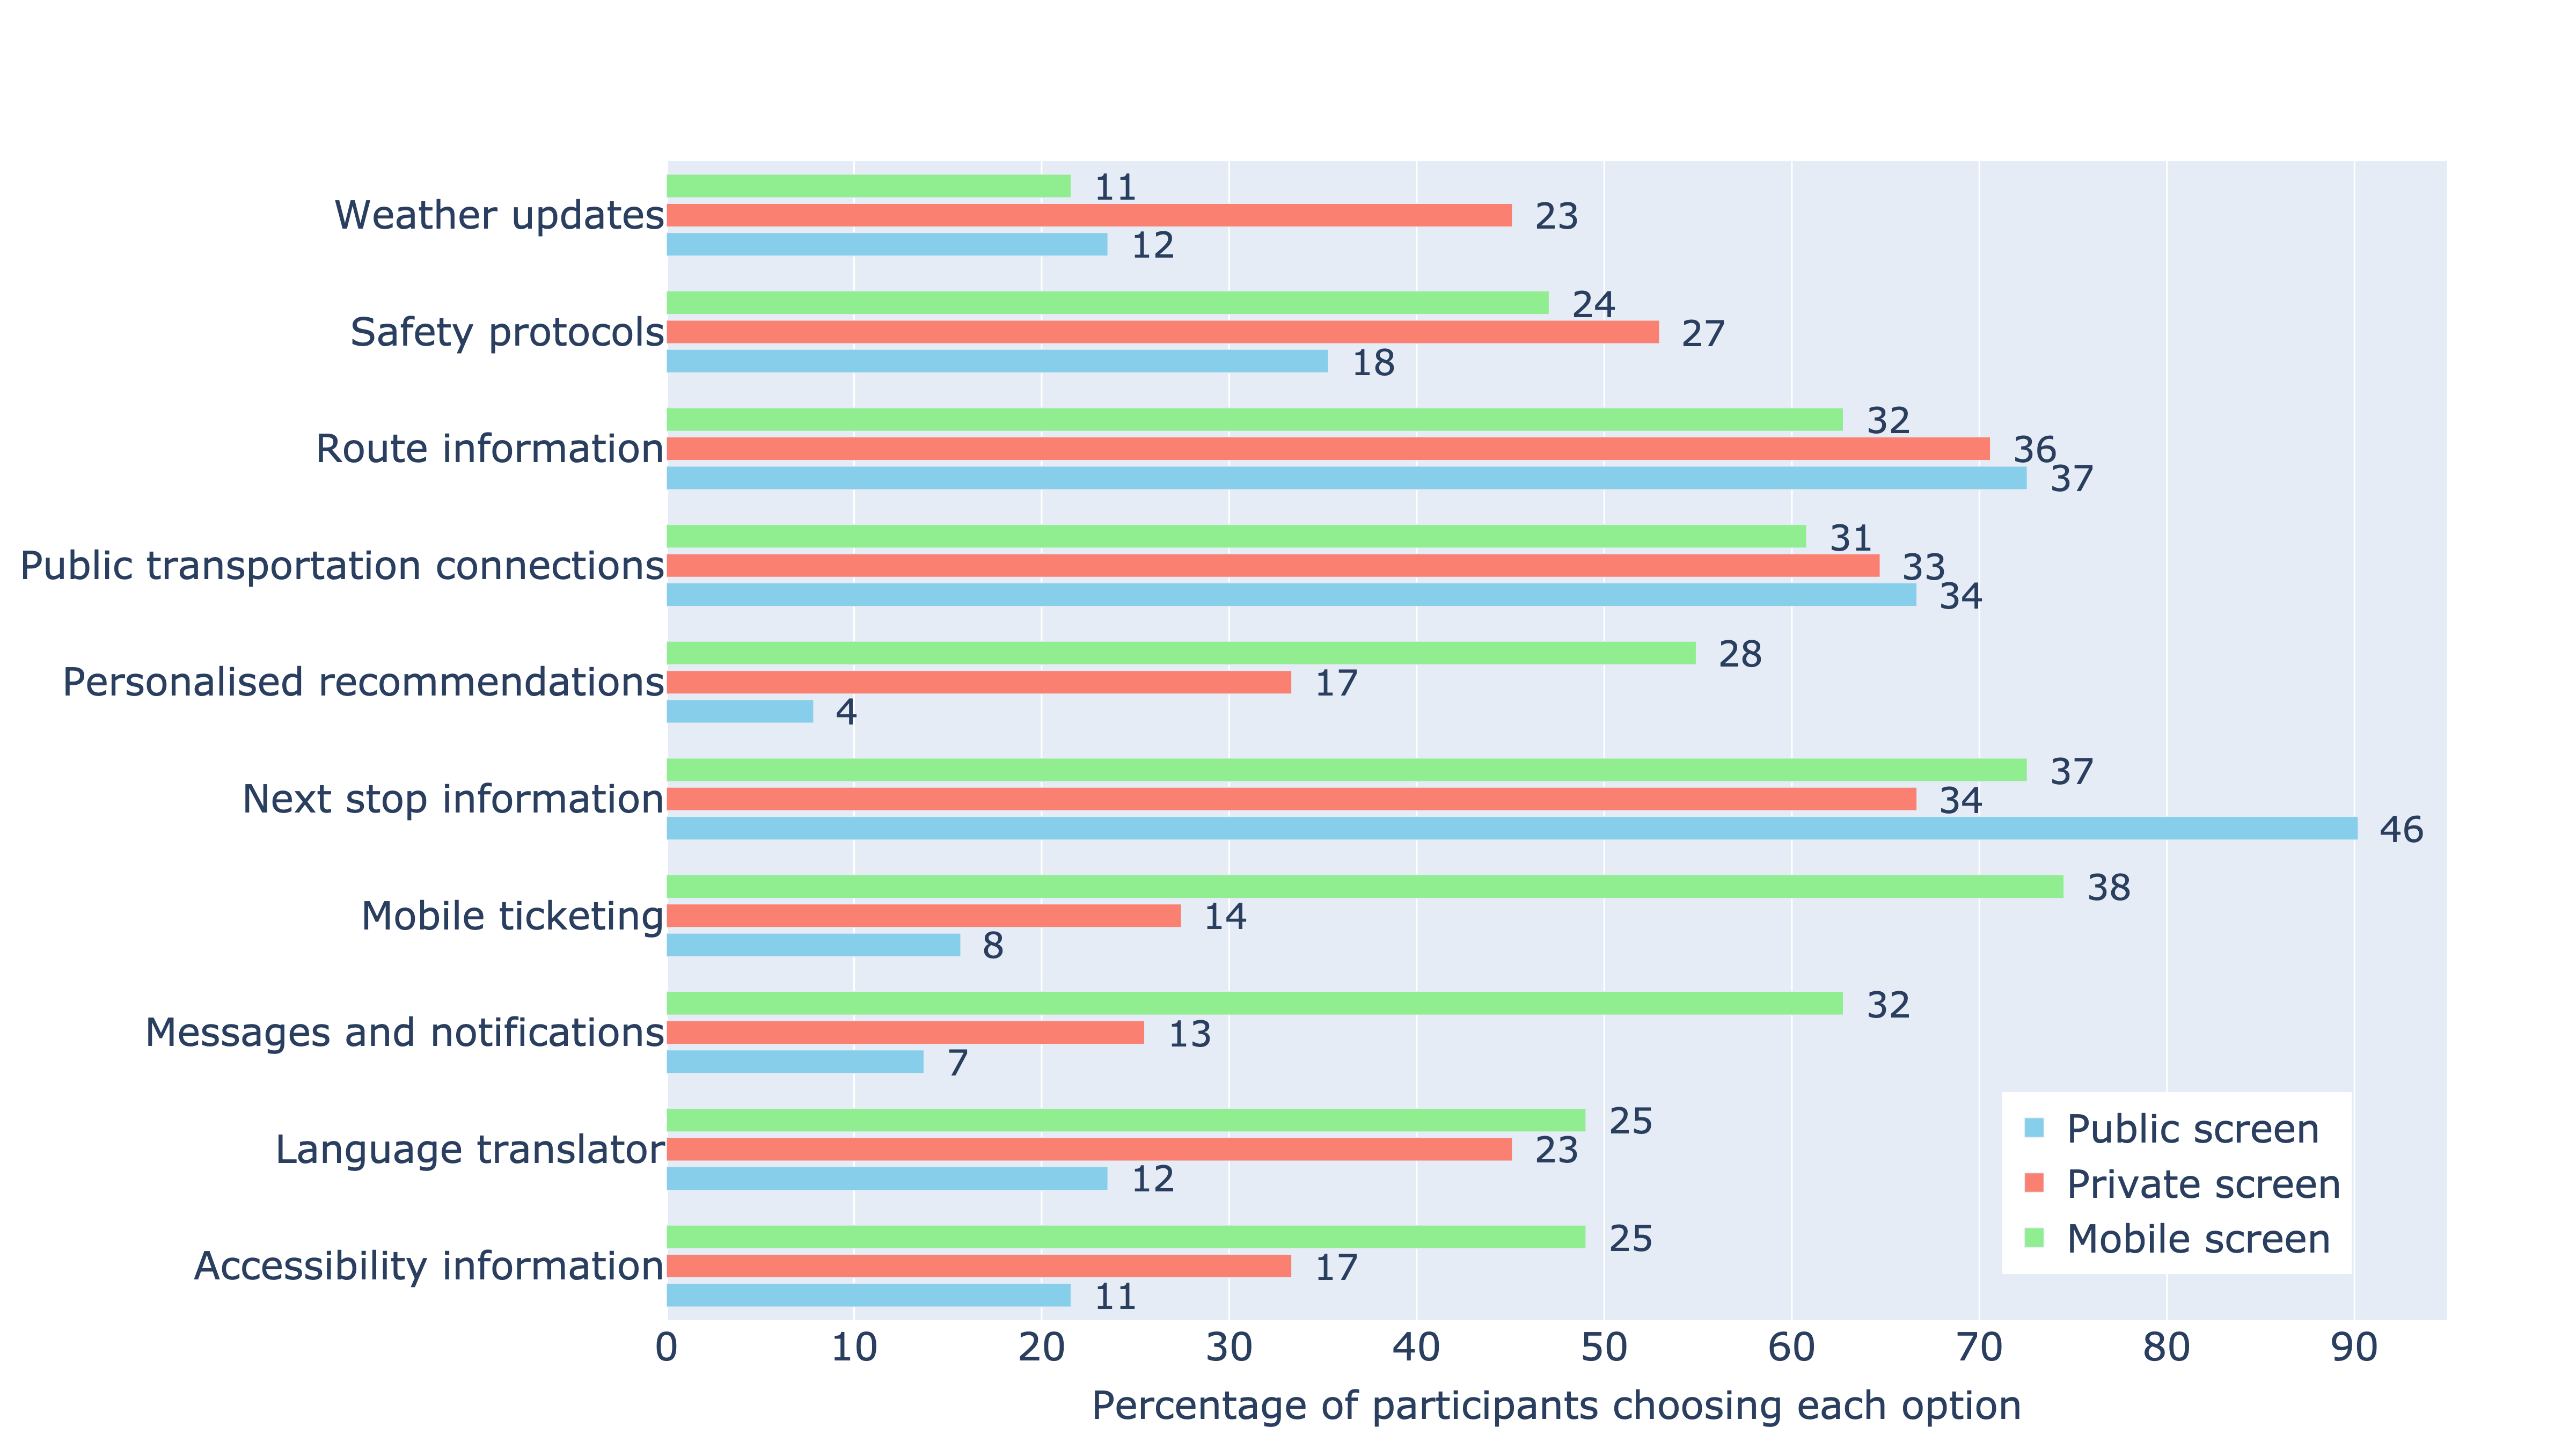 Weather updates
11
23
12
Safety protocols
24
27
18
Route information
32
36
37
Public transportation connections
31
33
34
Personalised recommendations
28
17
4
Next stop information
37
34
46
Mobile ticketing
38
14
8
Messages and notifications
32
13
7
Language translator
25
23
12
Accessibility information
25
17
11
Public screen
Private screen
Mobile screen
0 10 20 30 40 50 60 70 80 90
Percentage of participants choosing each option